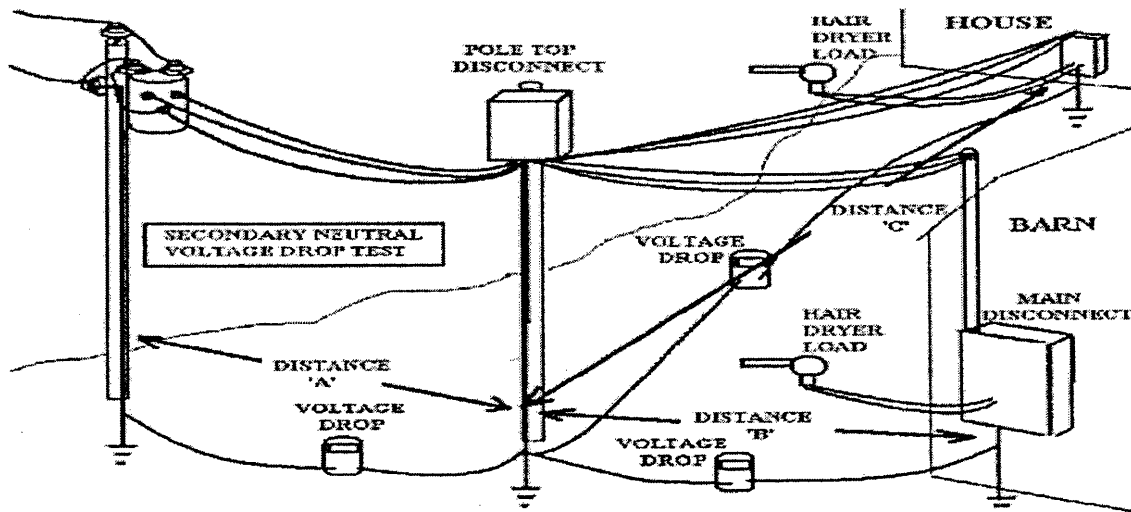 HAIR
DRYER
LOAD
HOUSE
POLE TOP
DISCONNECT
SECONDARY NEUTRAL
VOLTAGE DROP TEST
DISTANCE
'C'
VOLTAGE
DROP
BARN
MAIN
DISCONNECT
HAIR
DRYER
LOAD
DISTANCE
'A'
VOLTAGE
DROP
DISTANCE
'B'
VOLTAGE
DROP